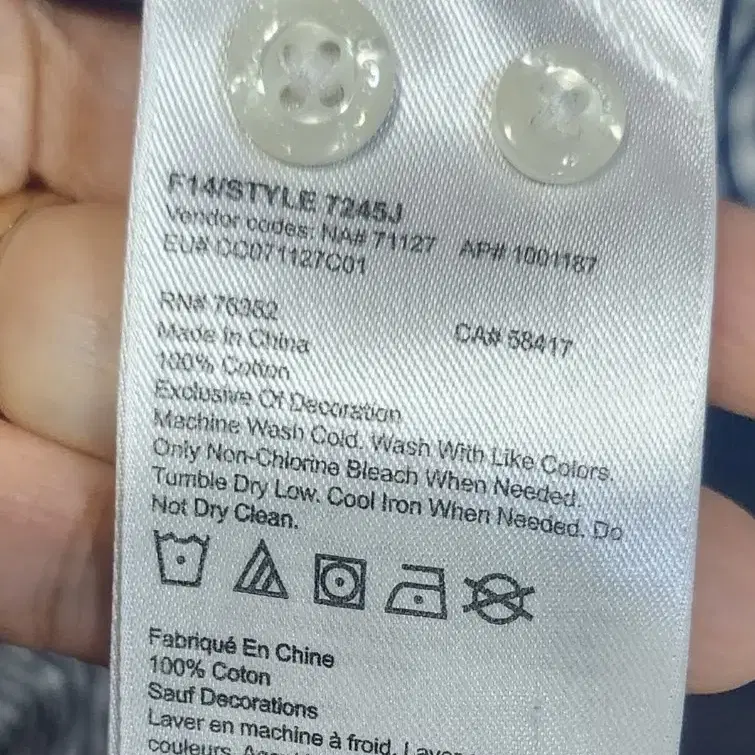 F14/STYLE 7245J
Vendor codes: NA# 71127 AP# 1001187
EU# CC071127C01
RN# 76382
CA# 58417
Made In China
100% Cotton
Exclusive Of Decoration
Machine Wash Cold. Wash With Like Colors.
Only Non-Chlorine Bleach When Needed.
Tumble Dry Low. Cool Iron When Needed. Do
Not Dry Clean.
Fabriqué En Chine
100% Coton
Sauf Decorations
Laver en machine à froid.
couleurs.